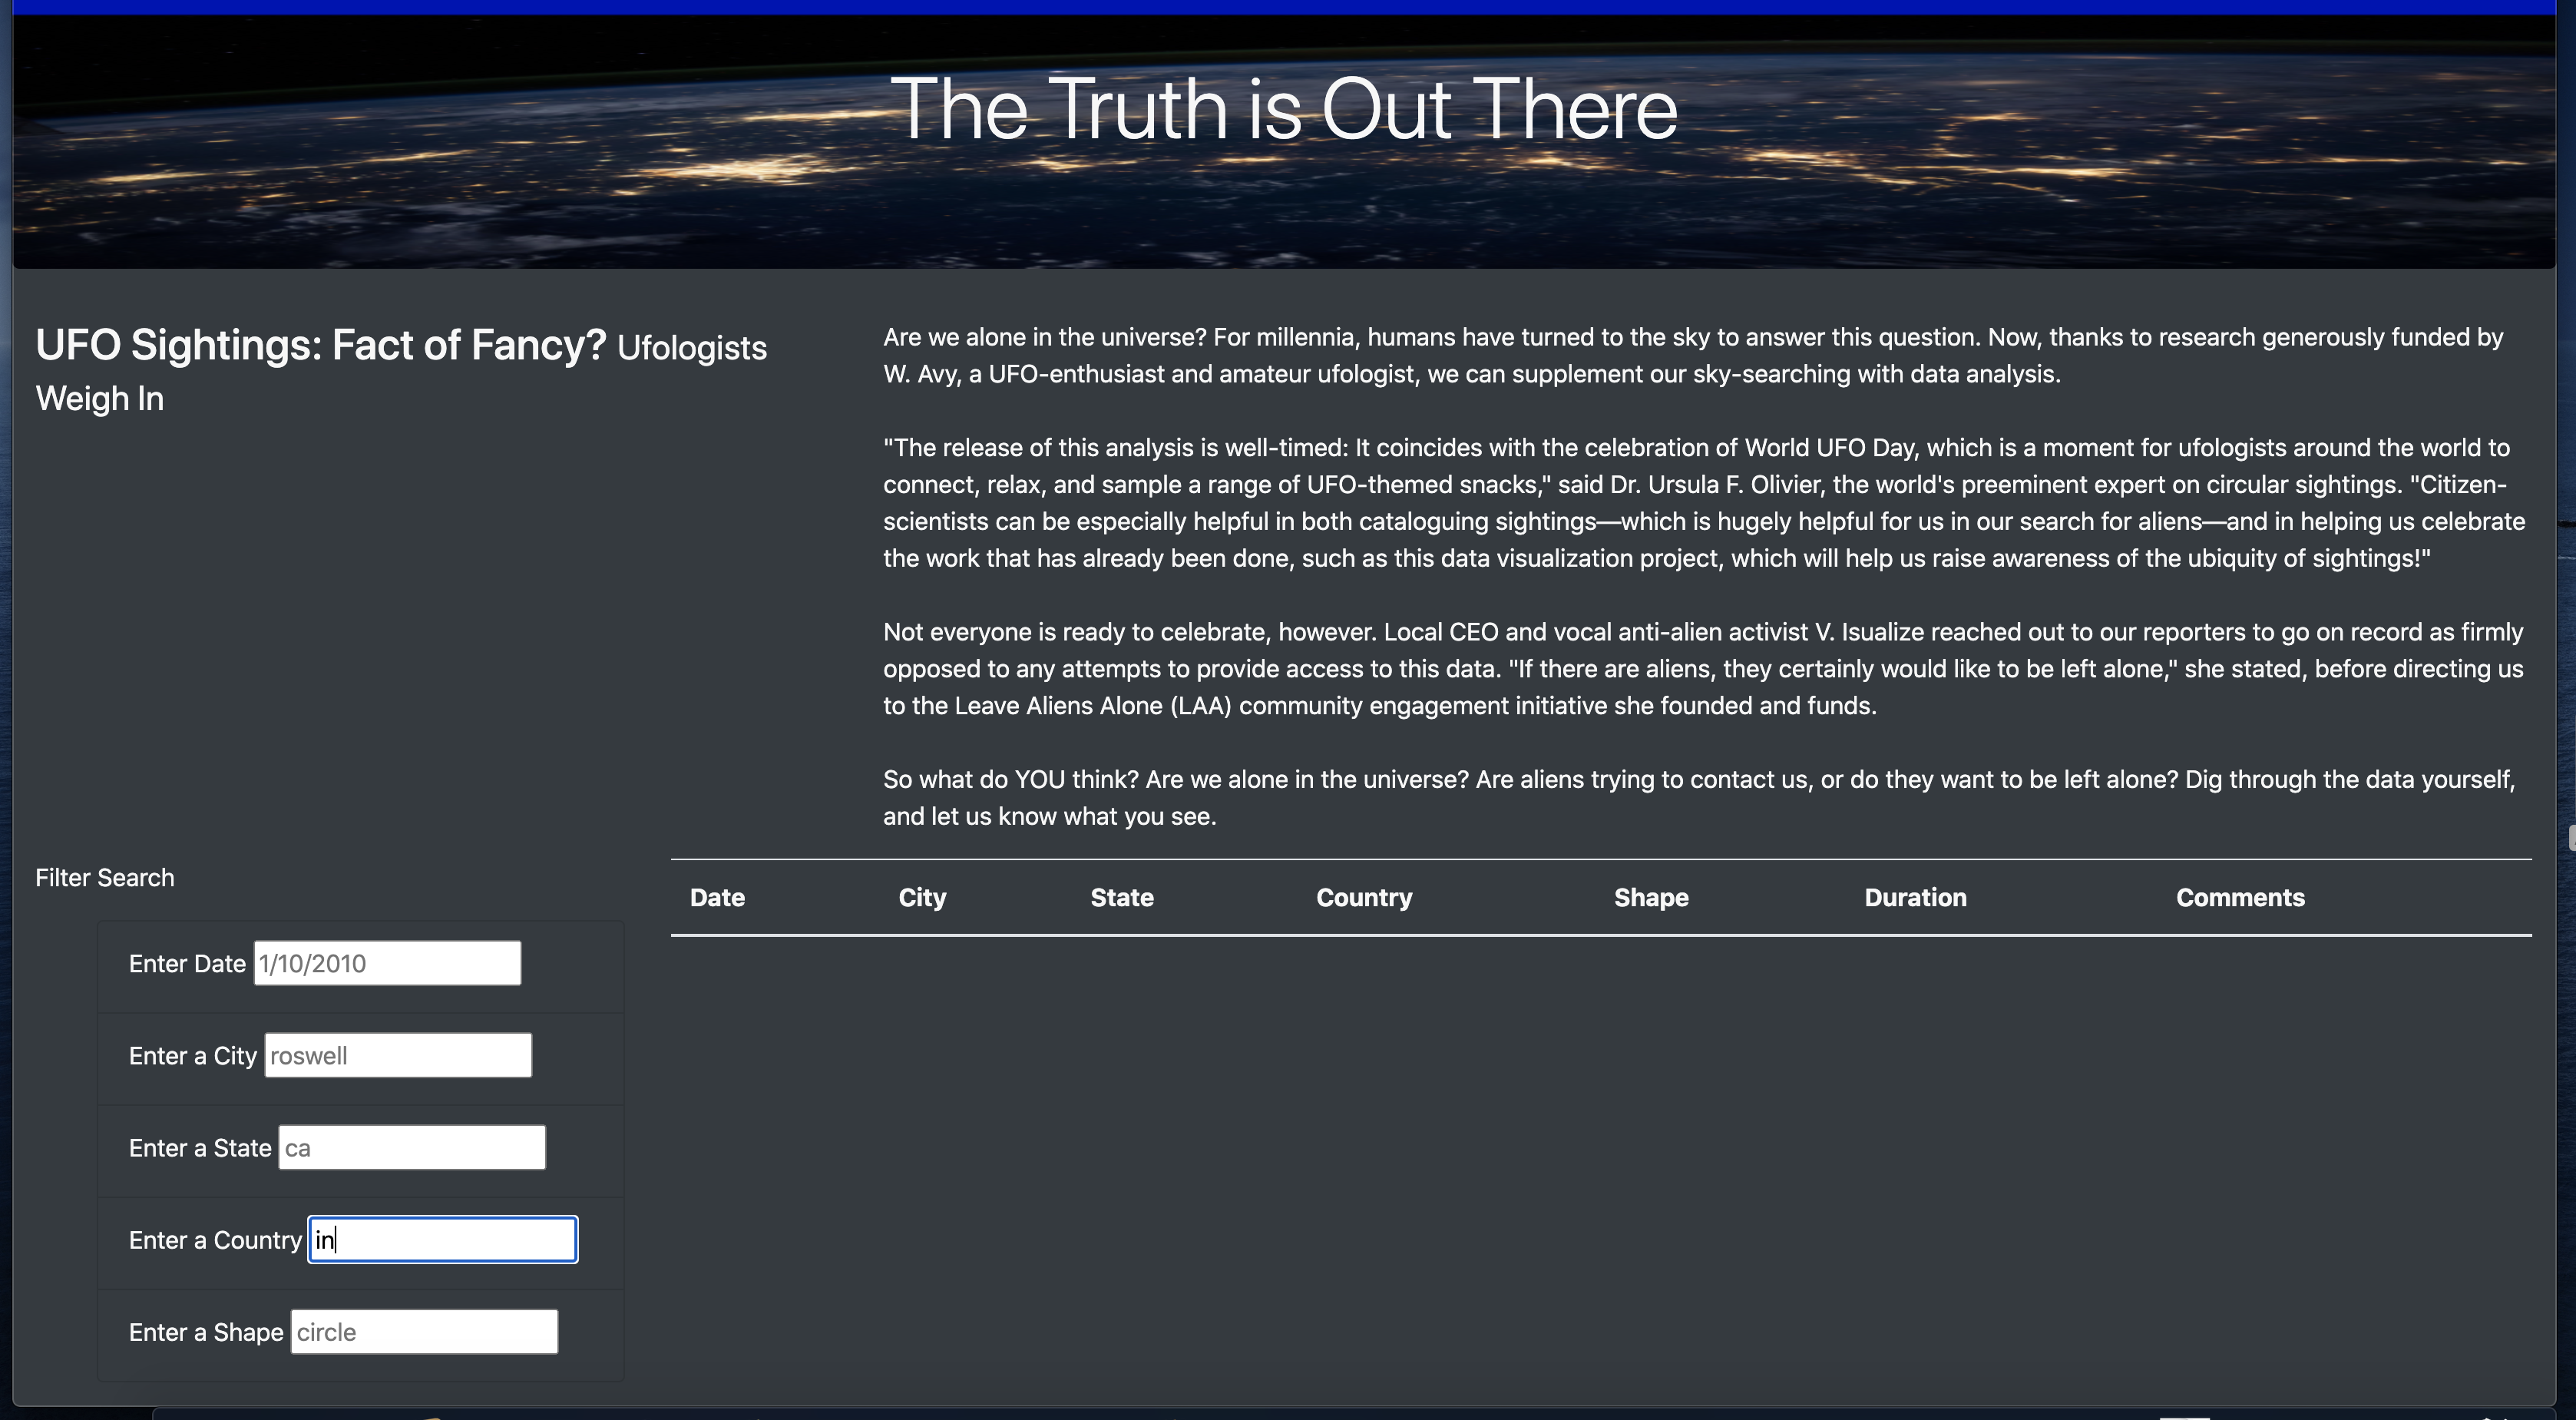 The Truth is Out There
UFO Sightings: Fact of Fancy? Ufologists
Weigh In
Are we alone in the universe? For millennia, humans have turned to the sky to answer this question. Now, thanks to research generously funded by
W. Avy, a UFO-enthusiast and amateur ufologist, we can supplement our sky-searching with data analysis.
"The release of this analysis is well-timed: It coincides with the celebration of World UFO Day, which is a moment for ufologists around the world to
connect, relax, and sample a range of UFO-themed snacks," said Dr. Ursula F. Olivier, the world's preeminent expert on circular sightings. "Citizen-
scientists can be especially helpful in both cataloguing sightings—which is hugely helpful for us in our search for aliens—and in helping us celebrate
the work that has already been done, such as this data visualization project, which will help us raise awareness of the ubiquity of sightings!"
Not everyone is ready to celebrate, however. Local CEO and vocal anti-alien activist V. Isualize reached out to our reporters to go on record as firmly
opposed to any attempts to provide access to this data. "If there are aliens, they certainly would like to be left alone," she stated, before directing us
to the Leave Aliens Alone (LAA) community engagement initiative she founded and funds.
So what do YOU think? Are we alone in the universe? Are aliens trying to contact us, or do they want to be left alone? Dig through the data yourself,
and let us know what you see.
Filter Search
Enter Date 1/10/2010
Enter a City roswell
Enter a State ca
Enter a Country in
Enter a Shape circle
Date City State Country Shape Duration Comments